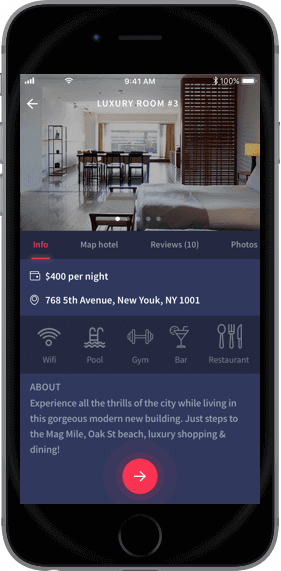 9:41 AM 100%
LUXURY ROOM #3
Info Map hotel Reviews (10) Photos
$400 per night
768 5th Avenue, New Youk, NY 1001
Wifi Pool Gym Bar Restaurant
ABOUT
Experience all the thrills of the city while living in
this gorgeous modern new building. Just steps to
the Mag Mile, Oak St beach, luxury shopping &
dining!